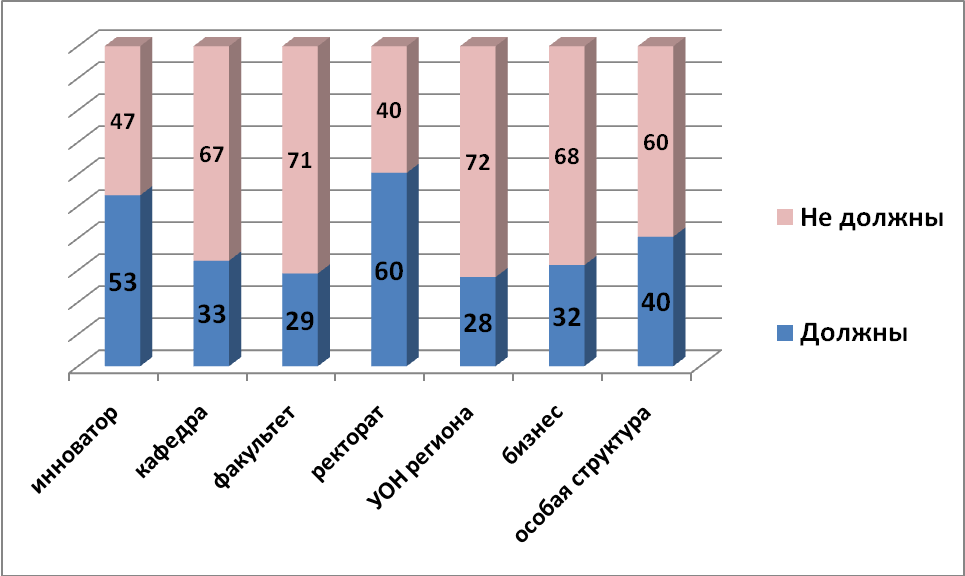 47
67
71
40
72
68
60
53
33
29
60
28
32
40
Не должны
Должны
инноватор
кафедра
факультет
ректорат
УОН региона
бизнес
особая структура